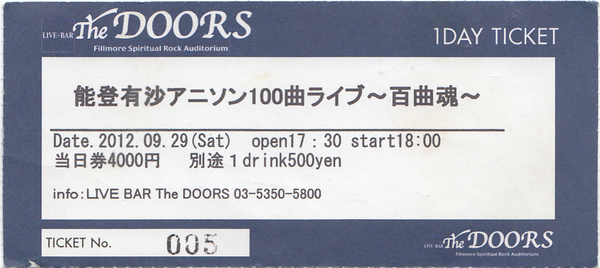 LIVE-BAR The DOORS
Fillmore Spiritual Rock Auditorium
1DAY TICKET
能登有沙アニソン100曲ライブ～百曲魂～
Date.2012.09.29(Sat) open17：30 start18:00
当日券4000円 別途１drink500yen
info:LIVE BAR The DOORS 03-5350-5800
TICKET No. 005
LIVE-BAR The DOORS
Fillmore Spiritual Rock Auditorium